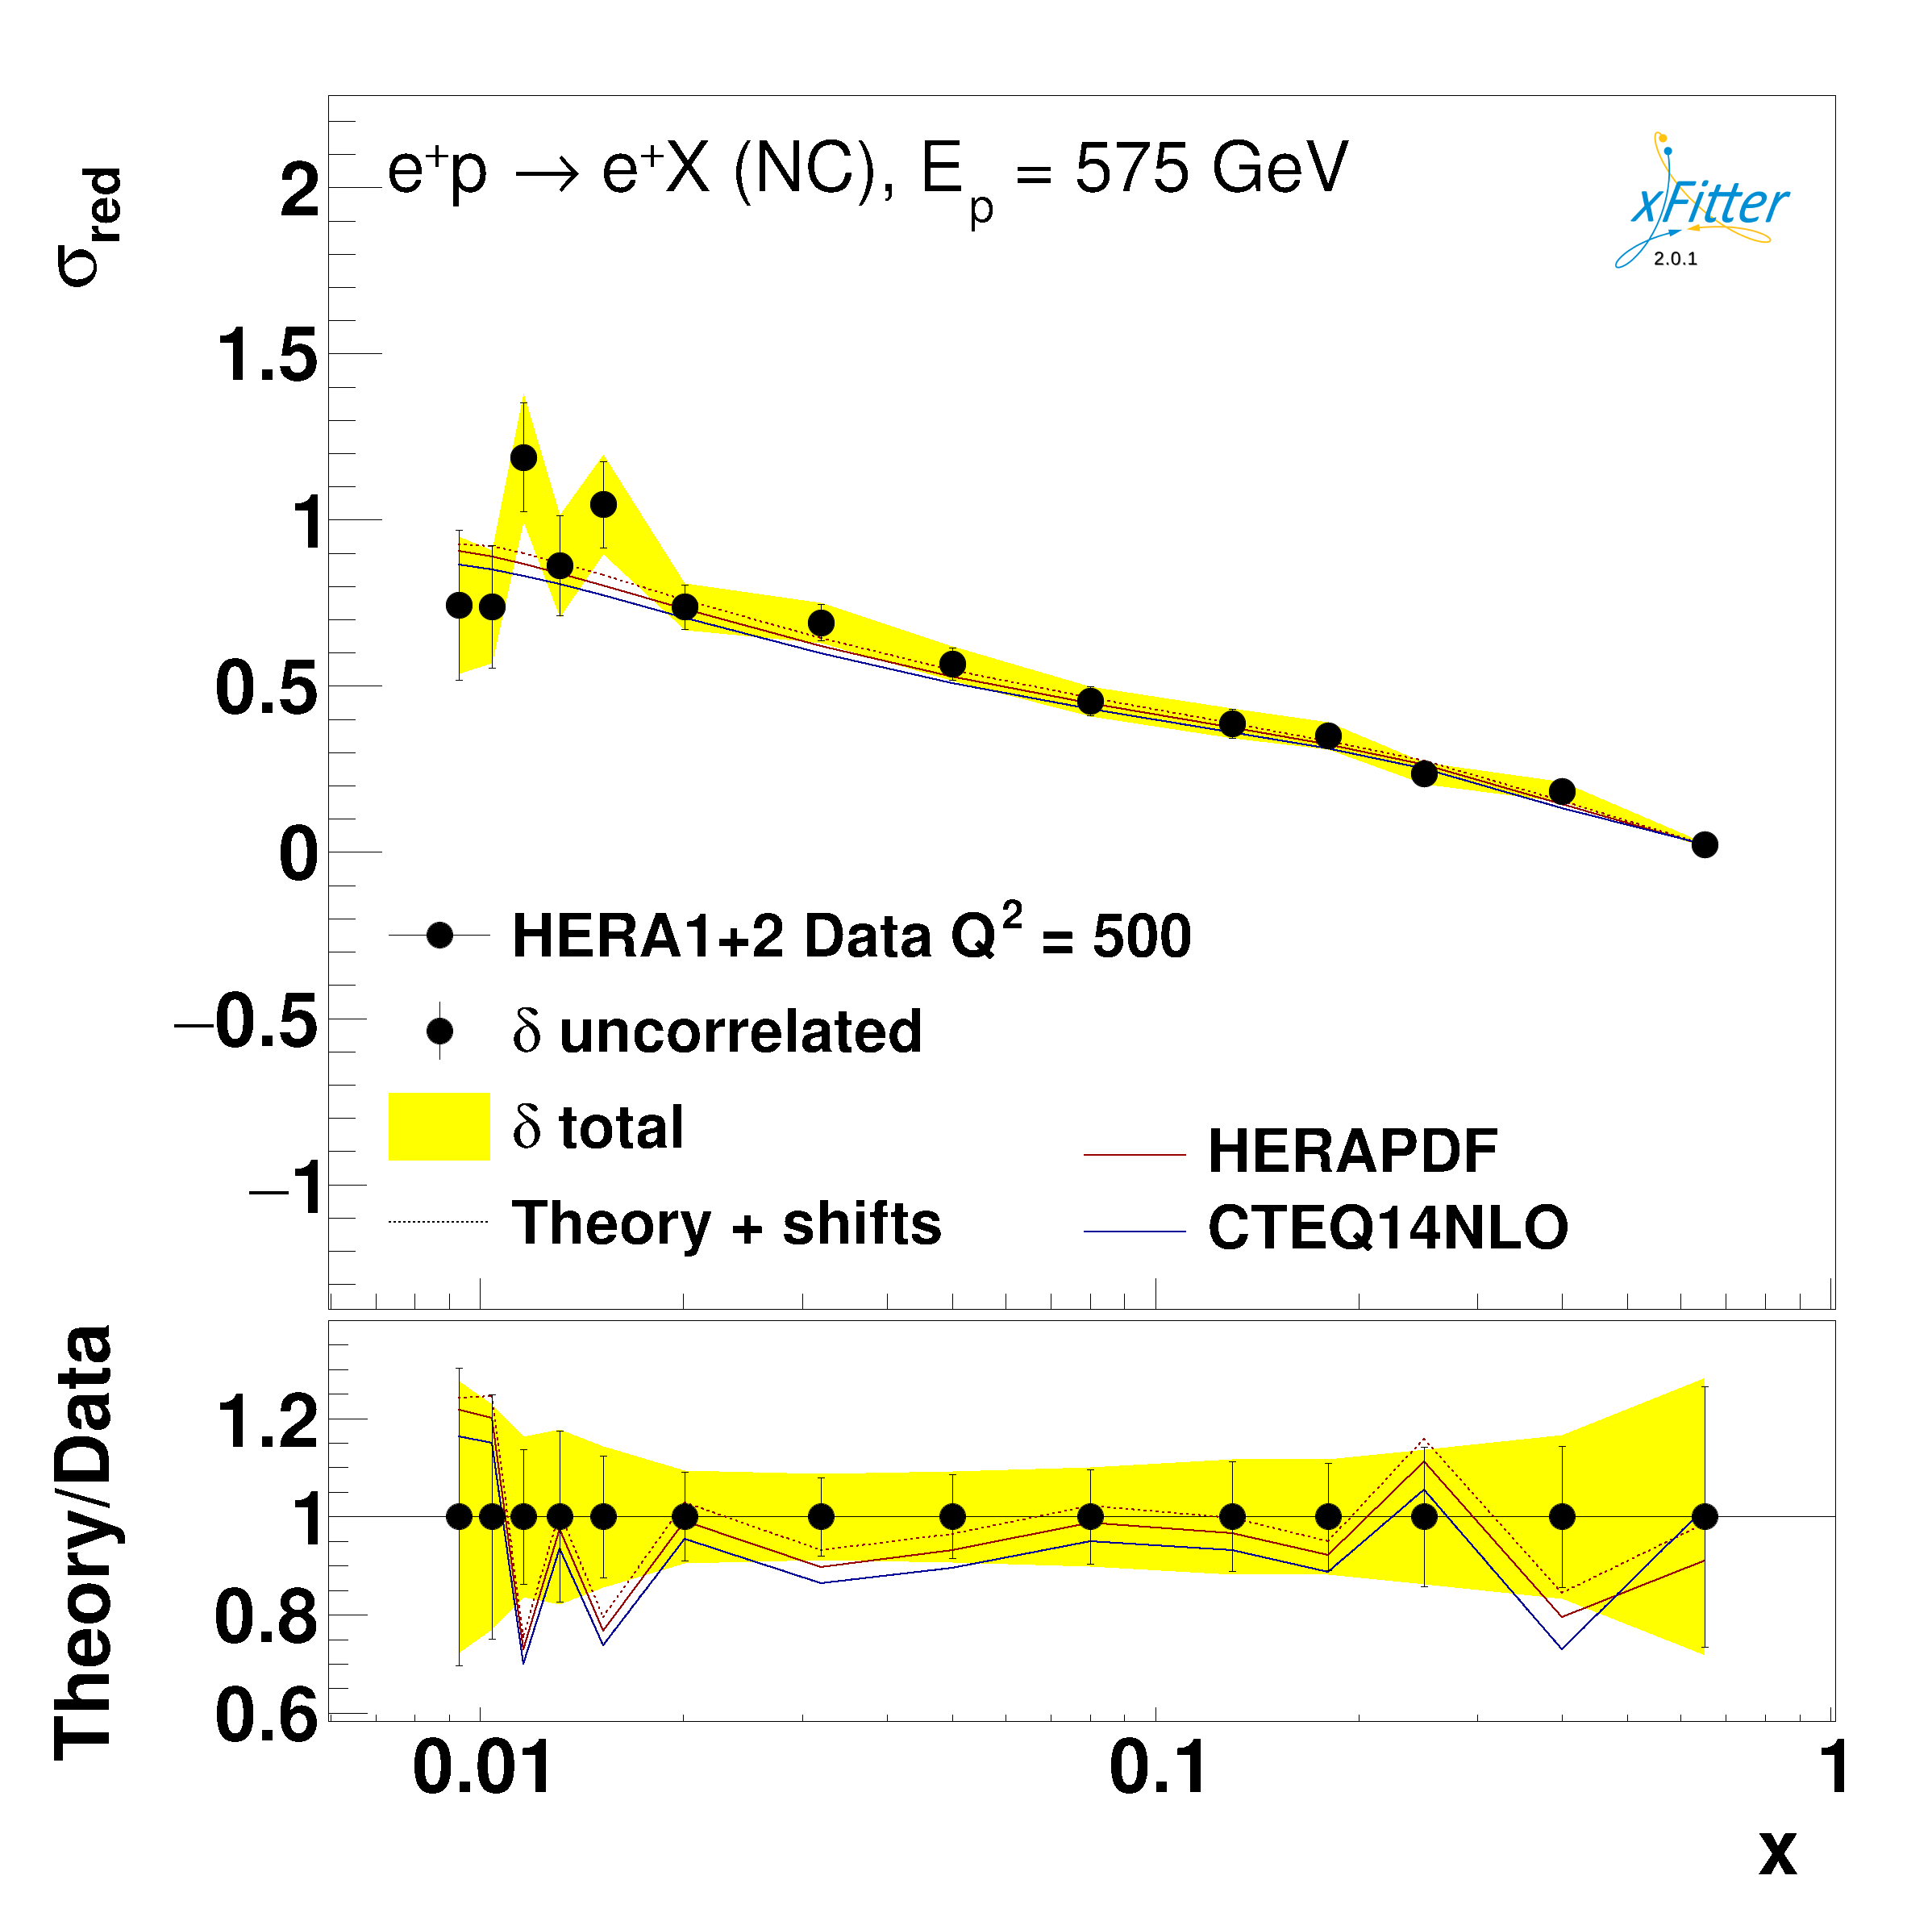 σred
e⁺p → e⁺X (NC), Ep = 575 GeV
xFitter
2.0.1
2
1.5
1
0.5
0
−0.5
−1
HERA1+2 Data Q² = 500
δ uncorrelated
δ total
Theory + shifts
HERAPDF
CTEQ14NLO
Theory/Data
1.2
1
0.8
0.6
0.01
0.1
1
x